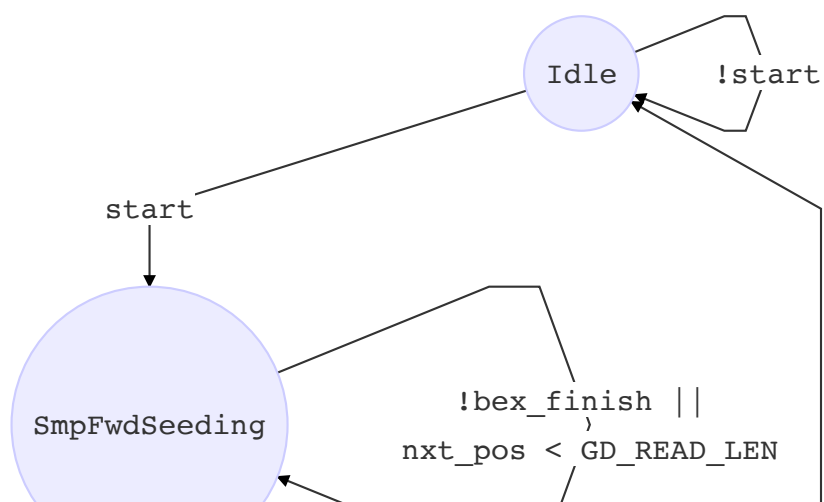 Idle
!start
start
!bex_finish ||
SmpFwdSeeding
nxt_pos < GD_READ_LEN